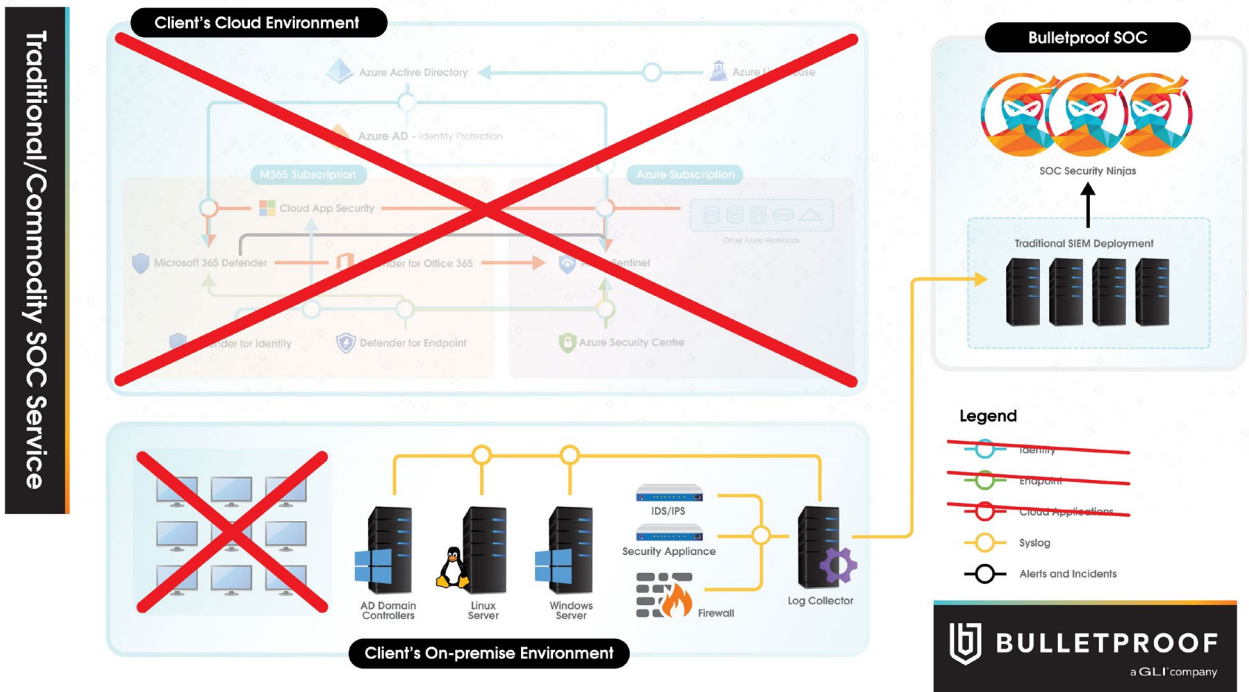 Traditional/Commodity SOC Service
Client's Cloud Environment
Azure Active Directory
Azure AD - Identity Protection
M365 Subscription
Azure Subscription
Cloud App Security
Other Azure Workloads
Microsoft 365 Defender
for Office 365
Sentinel
for Identity
Defender for Endpoint
Azure Security Centre
Bulletproof SOC
SOC Security Ninjas
Traditional SIEM Deployment
Legend
Identity
Endpoint
Cloud Applications
Syslog
Alerts and Incidents
IDS/IPS
Security Appliance
Firewall
AD Domain
Controllers
Linux
Server
Windows
Server
Log Collector
Client's On-premise Environment
BULLETPROOF
a GLI company